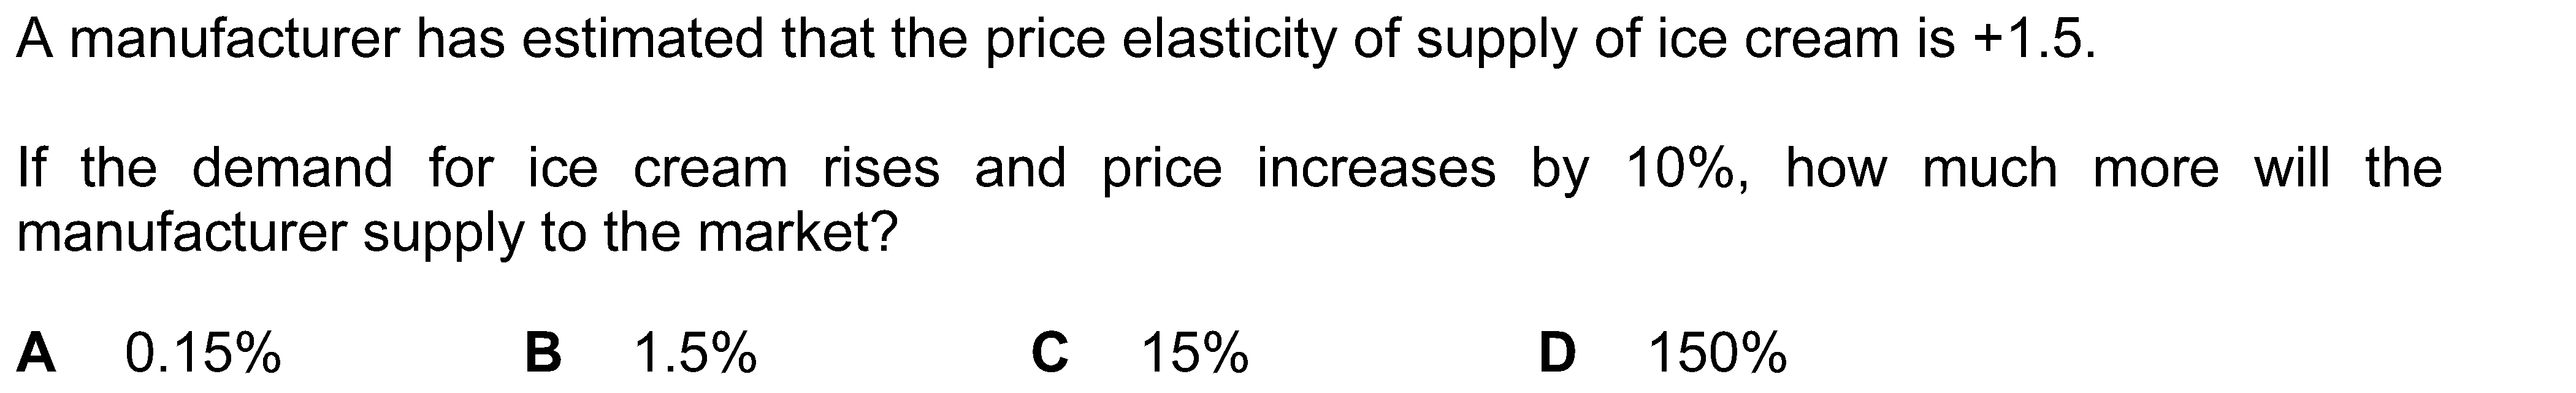 A manufacturer has estimated that the price elasticity of supply of ice cream is +1.5.
If the demand for ice cream rises and price increases by 10%, how much more will the
manufacturer supply to the market?
A 0.15% B 1.5% C 15% D 150%